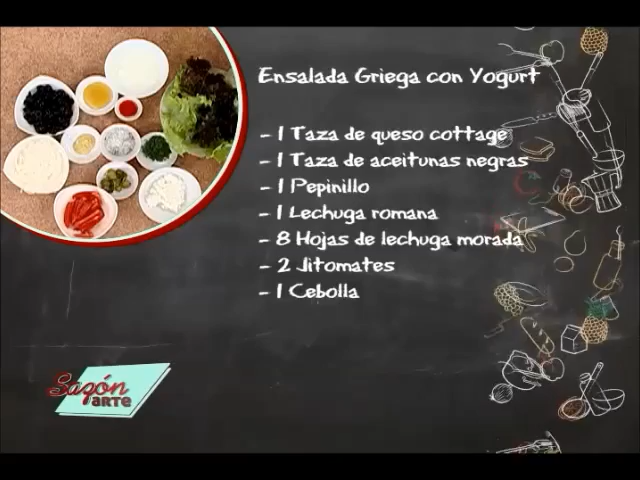 Ensalada Griega con Yogurt
- 1 Taza de queso cottage
- 1 Taza de aceitunas negras
- 1 Pepinillo
- 1 Lechuga romana
- 8 Hojas de lechuga morada
- 2 Jitomates
- 1 Cebolla
Sazón
ARTE